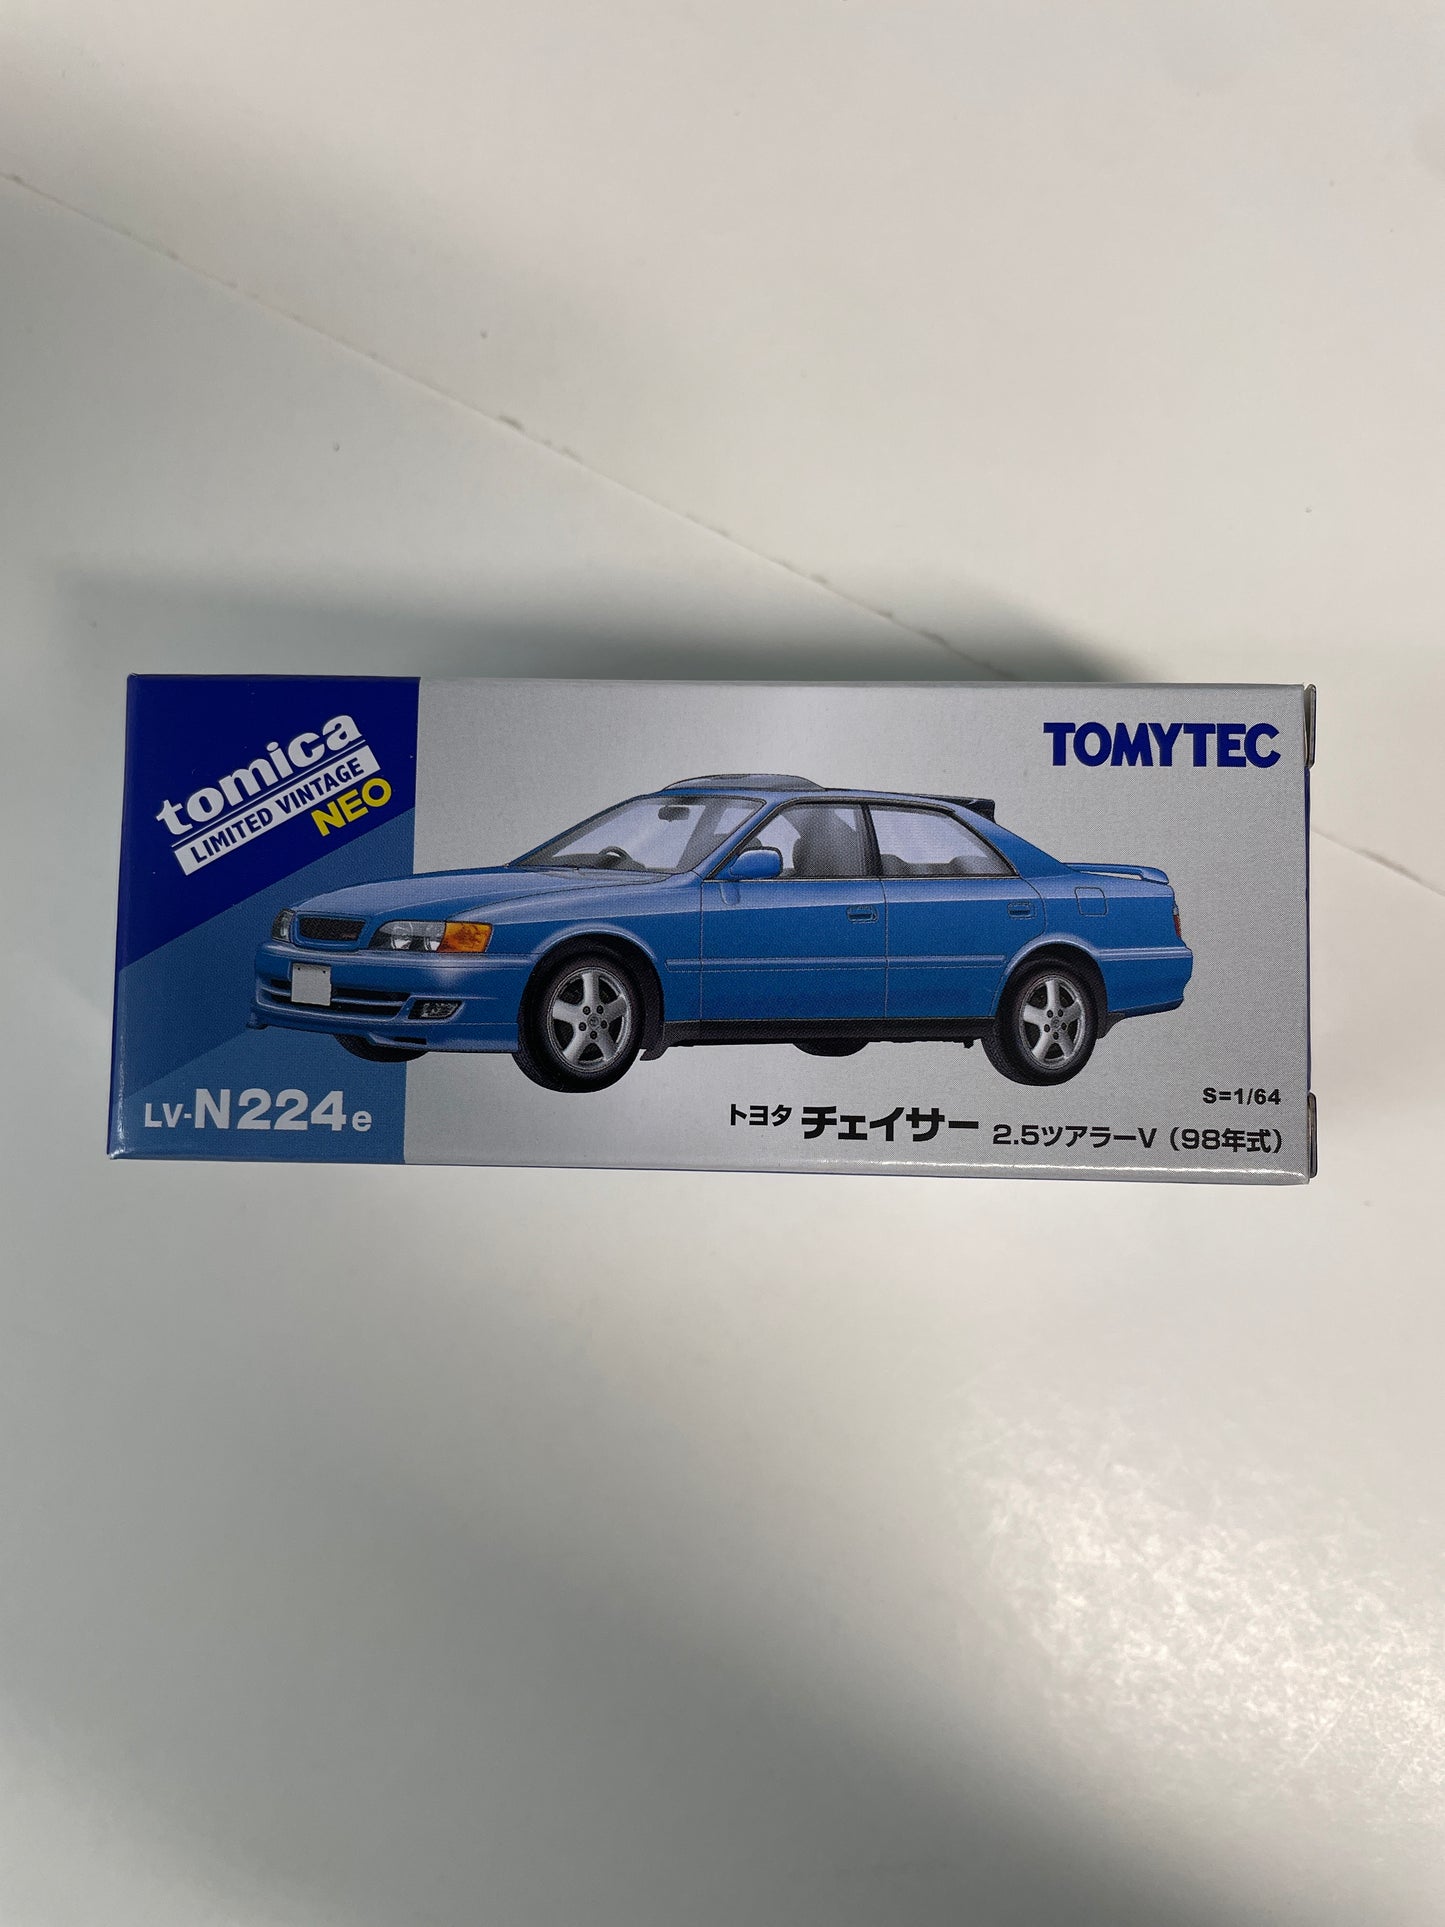 tomica
LIMITED VINTAGE
NEO
TOMYTEC
S=1/64
LV-N224e
トヨタ チェイサー 2.5ツアラーV（98年式）